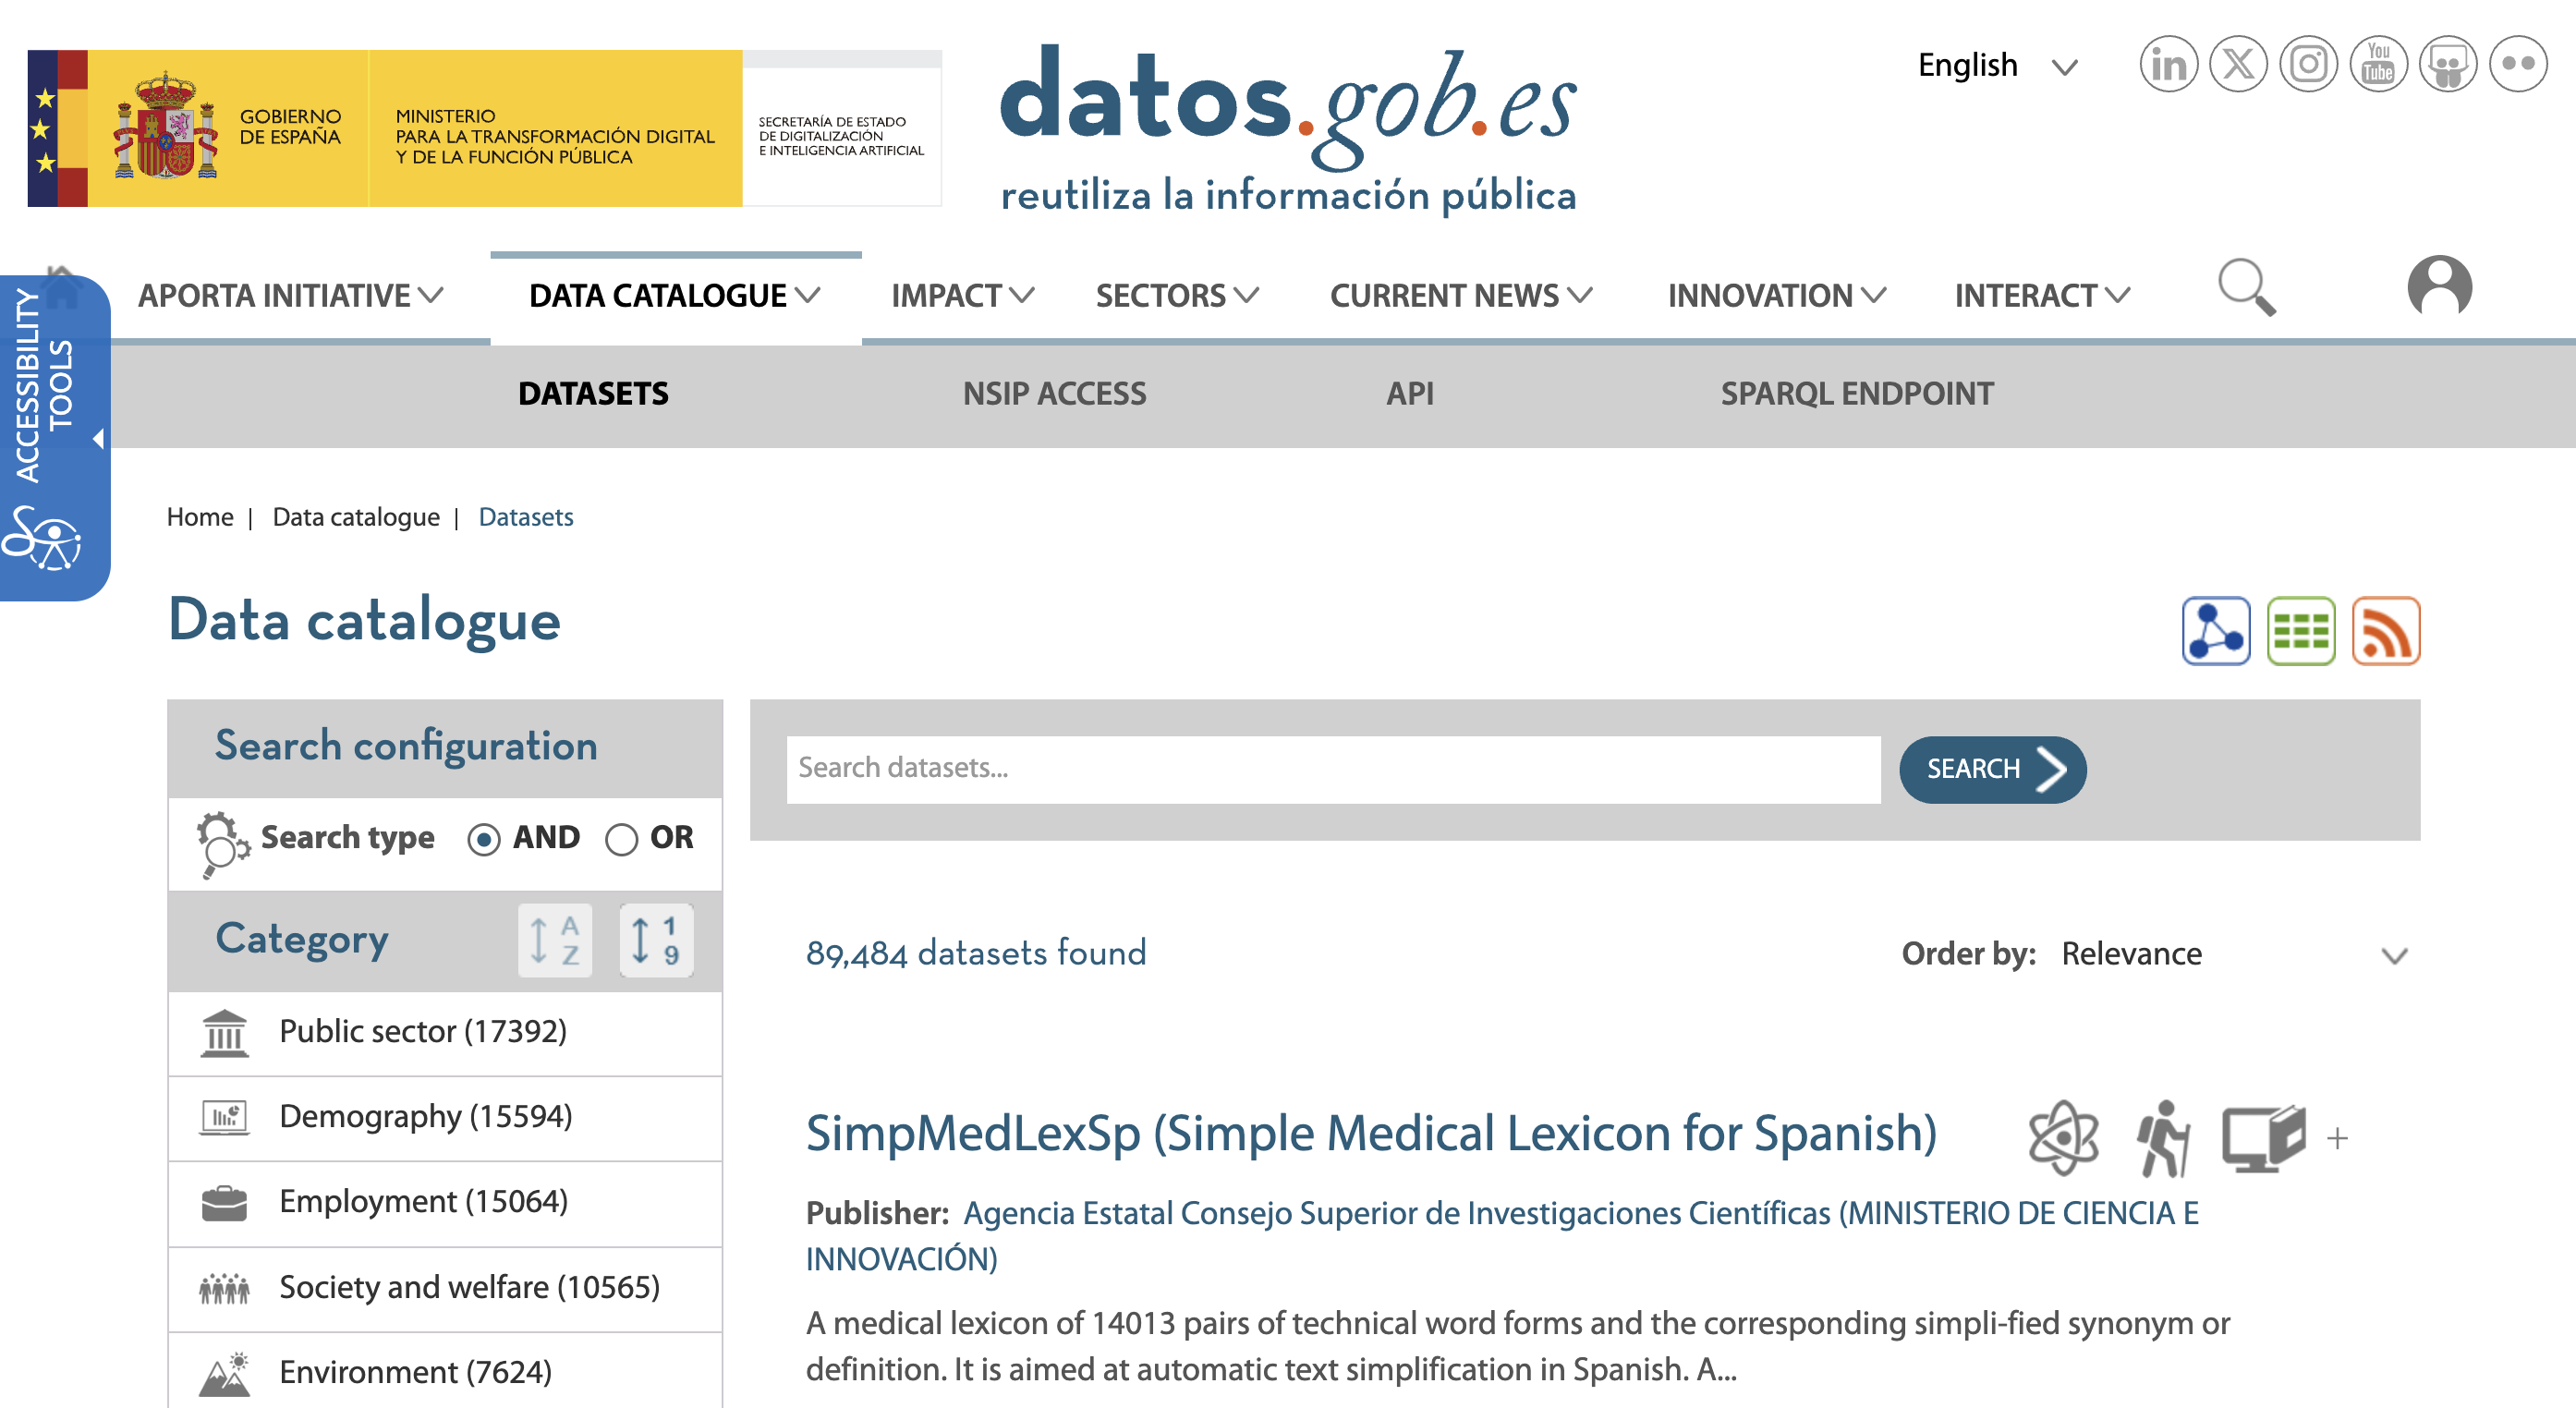 GOBIERNO
DE ESPAÑA
MINISTERIO
PARA LA TRANSFORMACIÓN DIGITAL
Y DE LA FUNCIÓN PÚBLICA
SECRETARÍA DE ESTADO
DE DIGITALIZACIÓN
E INTELIGENCIA ARTIFICIAL
datos.gob.es
reutiliza la información pública
English
in
X
You
Tube
APORTA INITIATIVE
DATA CATALOGUE
IMPACT
SECTORS
CURRENT NEWS
INNOVATION
INTERACT
ACCESSIBILITY
TOOLS
DATASETS
NSIP ACCESS
API
SPARQL ENDPOINT
Home | Data catalogue | Datasets
Data catalogue
Search configuration
Search type AND OR
Category
A
Z
1
9
Public sector (17392)
Demography (15594)
Employment (15064)
Society and welfare (10565)
Environment (7624)
Search datasets...
SEARCH
89,484 datasets found
Order by: Relevance
SimpMedLexSp (Simple Medical Lexicon for Spanish)
+
Publisher: Agencia Estatal Consejo Superior de Investigaciones Científicas (MINISTERIO DE CIENCIA E
INNOVACIÓN)
A medical lexicon of 14013 pairs of technical word forms and the corresponding simpli-fied synonym or
definition. It is aimed at automatic text simplification in Spanish. A...